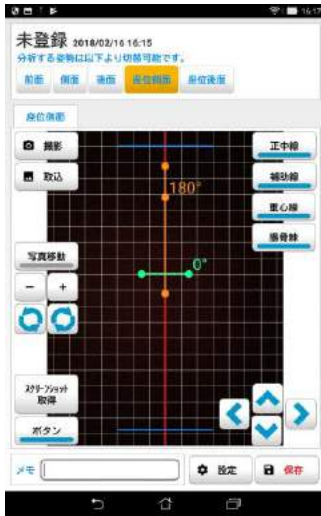 16:17
未登録 2018/02/16 16:15
分析する姿勢は以下より切替可能です。
前面 側面 後面 座位側面 座位後面
座位側面
撮影
正中線
取込
180°
補助線
重心線
腸骨棘
写真移動
0°
− +
スクリーンショット
取得
ボタン
メモ 設定 保存